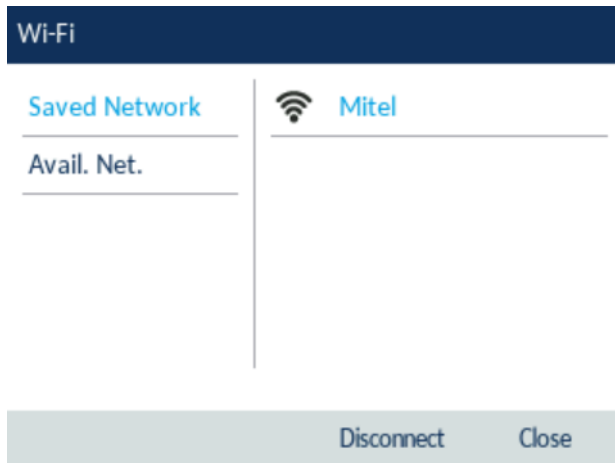 Wi-Fi
Saved Network
Mitel
Avail. Net.
Disconnect
Close